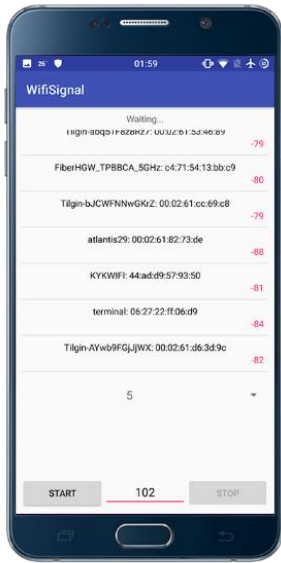 26° 01:59
WifiSignal
Waiting...
-79
FiberHGW_TPBBCA_5GHz: c4:71:54:13:bb:c9
-80
Tilgin-bJCWFNNwGKrZ: 00:02:61:cc:69:c8
-79
atlantis29: 00:02:61:82:73:de
-88
KYKWIFI: 44:ad:d9:57:93:50
-81
terminal: 06:27:22:ff:06:d9
-84
Tilgin-AYwb9FGjJjWX: 00:02:61:d6:3d:9c
-82
5
START 102 STOP